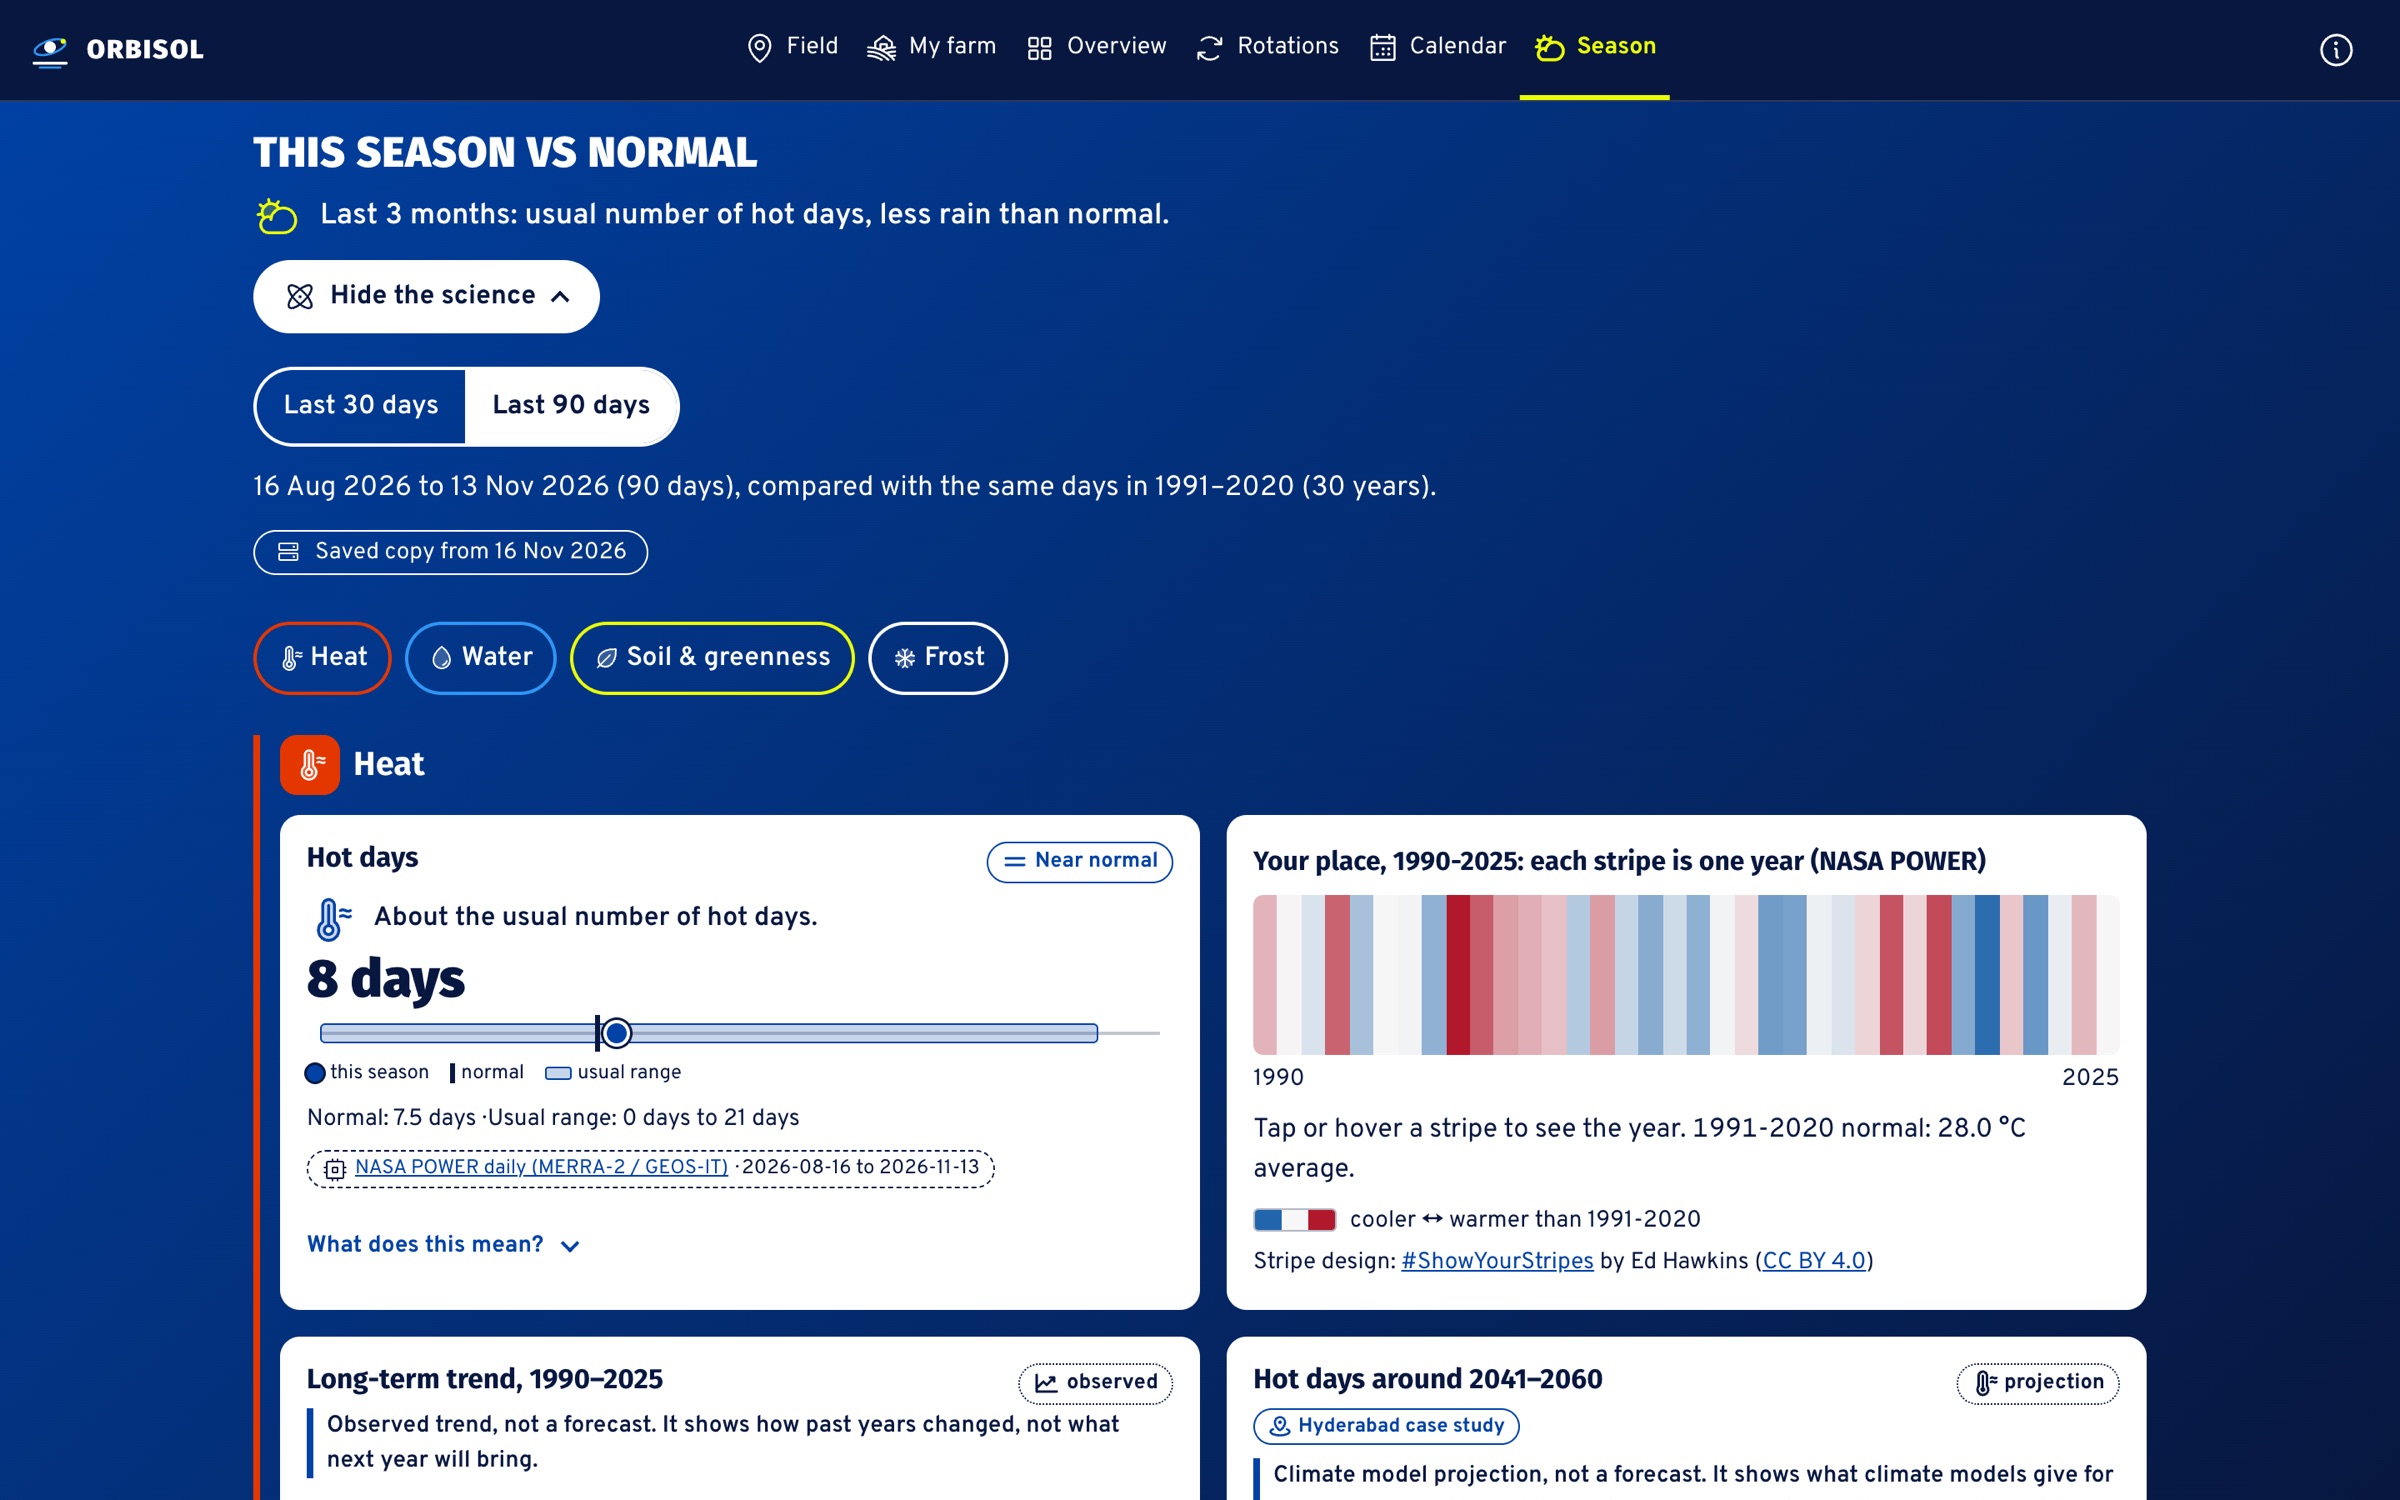 ORBISOL
Field
My farm
Overview
Rotations
Calendar
Season
THIS SEASON VS NORMAL
Last 3 months: usual number of hot days, less rain than normal.
Hide the science
Last 30 days
Last 90 days
16 Aug 2026 to 13 Nov 2026 (90 days), compared with the same days in 1991–2020 (30 years).
Saved copy from 16 Nov 2026
Heat
Water
Soil & greenness
Frost
Heat
Hot days
Near normal
About the usual number of hot days.
8 days
this season
normal
usual range
Normal: 7.5 days · Usual range: 0 days to 21 days
NASA POWER daily (MERRA-2 / GEOS-IT) · 2026-08-16 to 2026-11-13
What does this mean?
Your place, 1990-2025: each stripe is one year (NASA POWER)
1990
2025
Tap or hover a stripe to see the year. 1991-2020 normal: 28.0 °C
average.
cooler ↔ warmer than 1991-2020
Stripe design: #ShowYourStripes by Ed Hawkins (CC BY 4.0)
Long-term trend, 1990–2025
observed
Observed trend, not a forecast. It shows how past years changed, not what
next year will bring.
Hot days around 2041–2060
projection
Hyderabad case study
Climate model projection, not a forecast. It shows what climate models give for